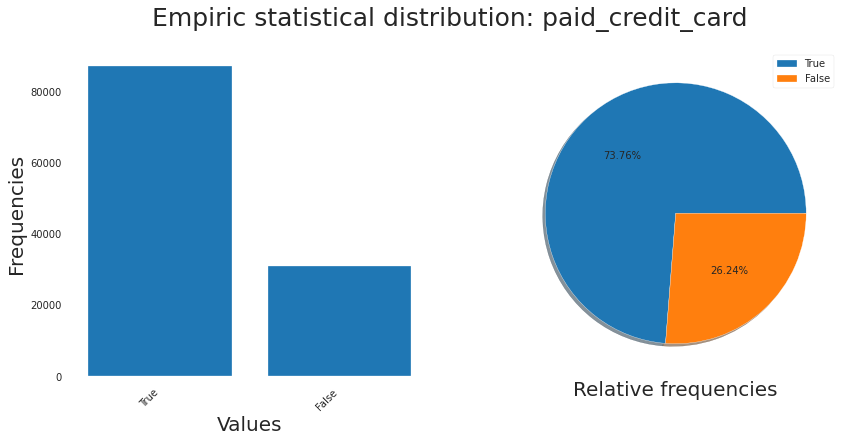 Empiric statistical distribution: paid_credit_card
Frequencies
80000
60000
40000
20000
0
True
False
Values
True
False
73.76%
26.24%
Relative frequencies